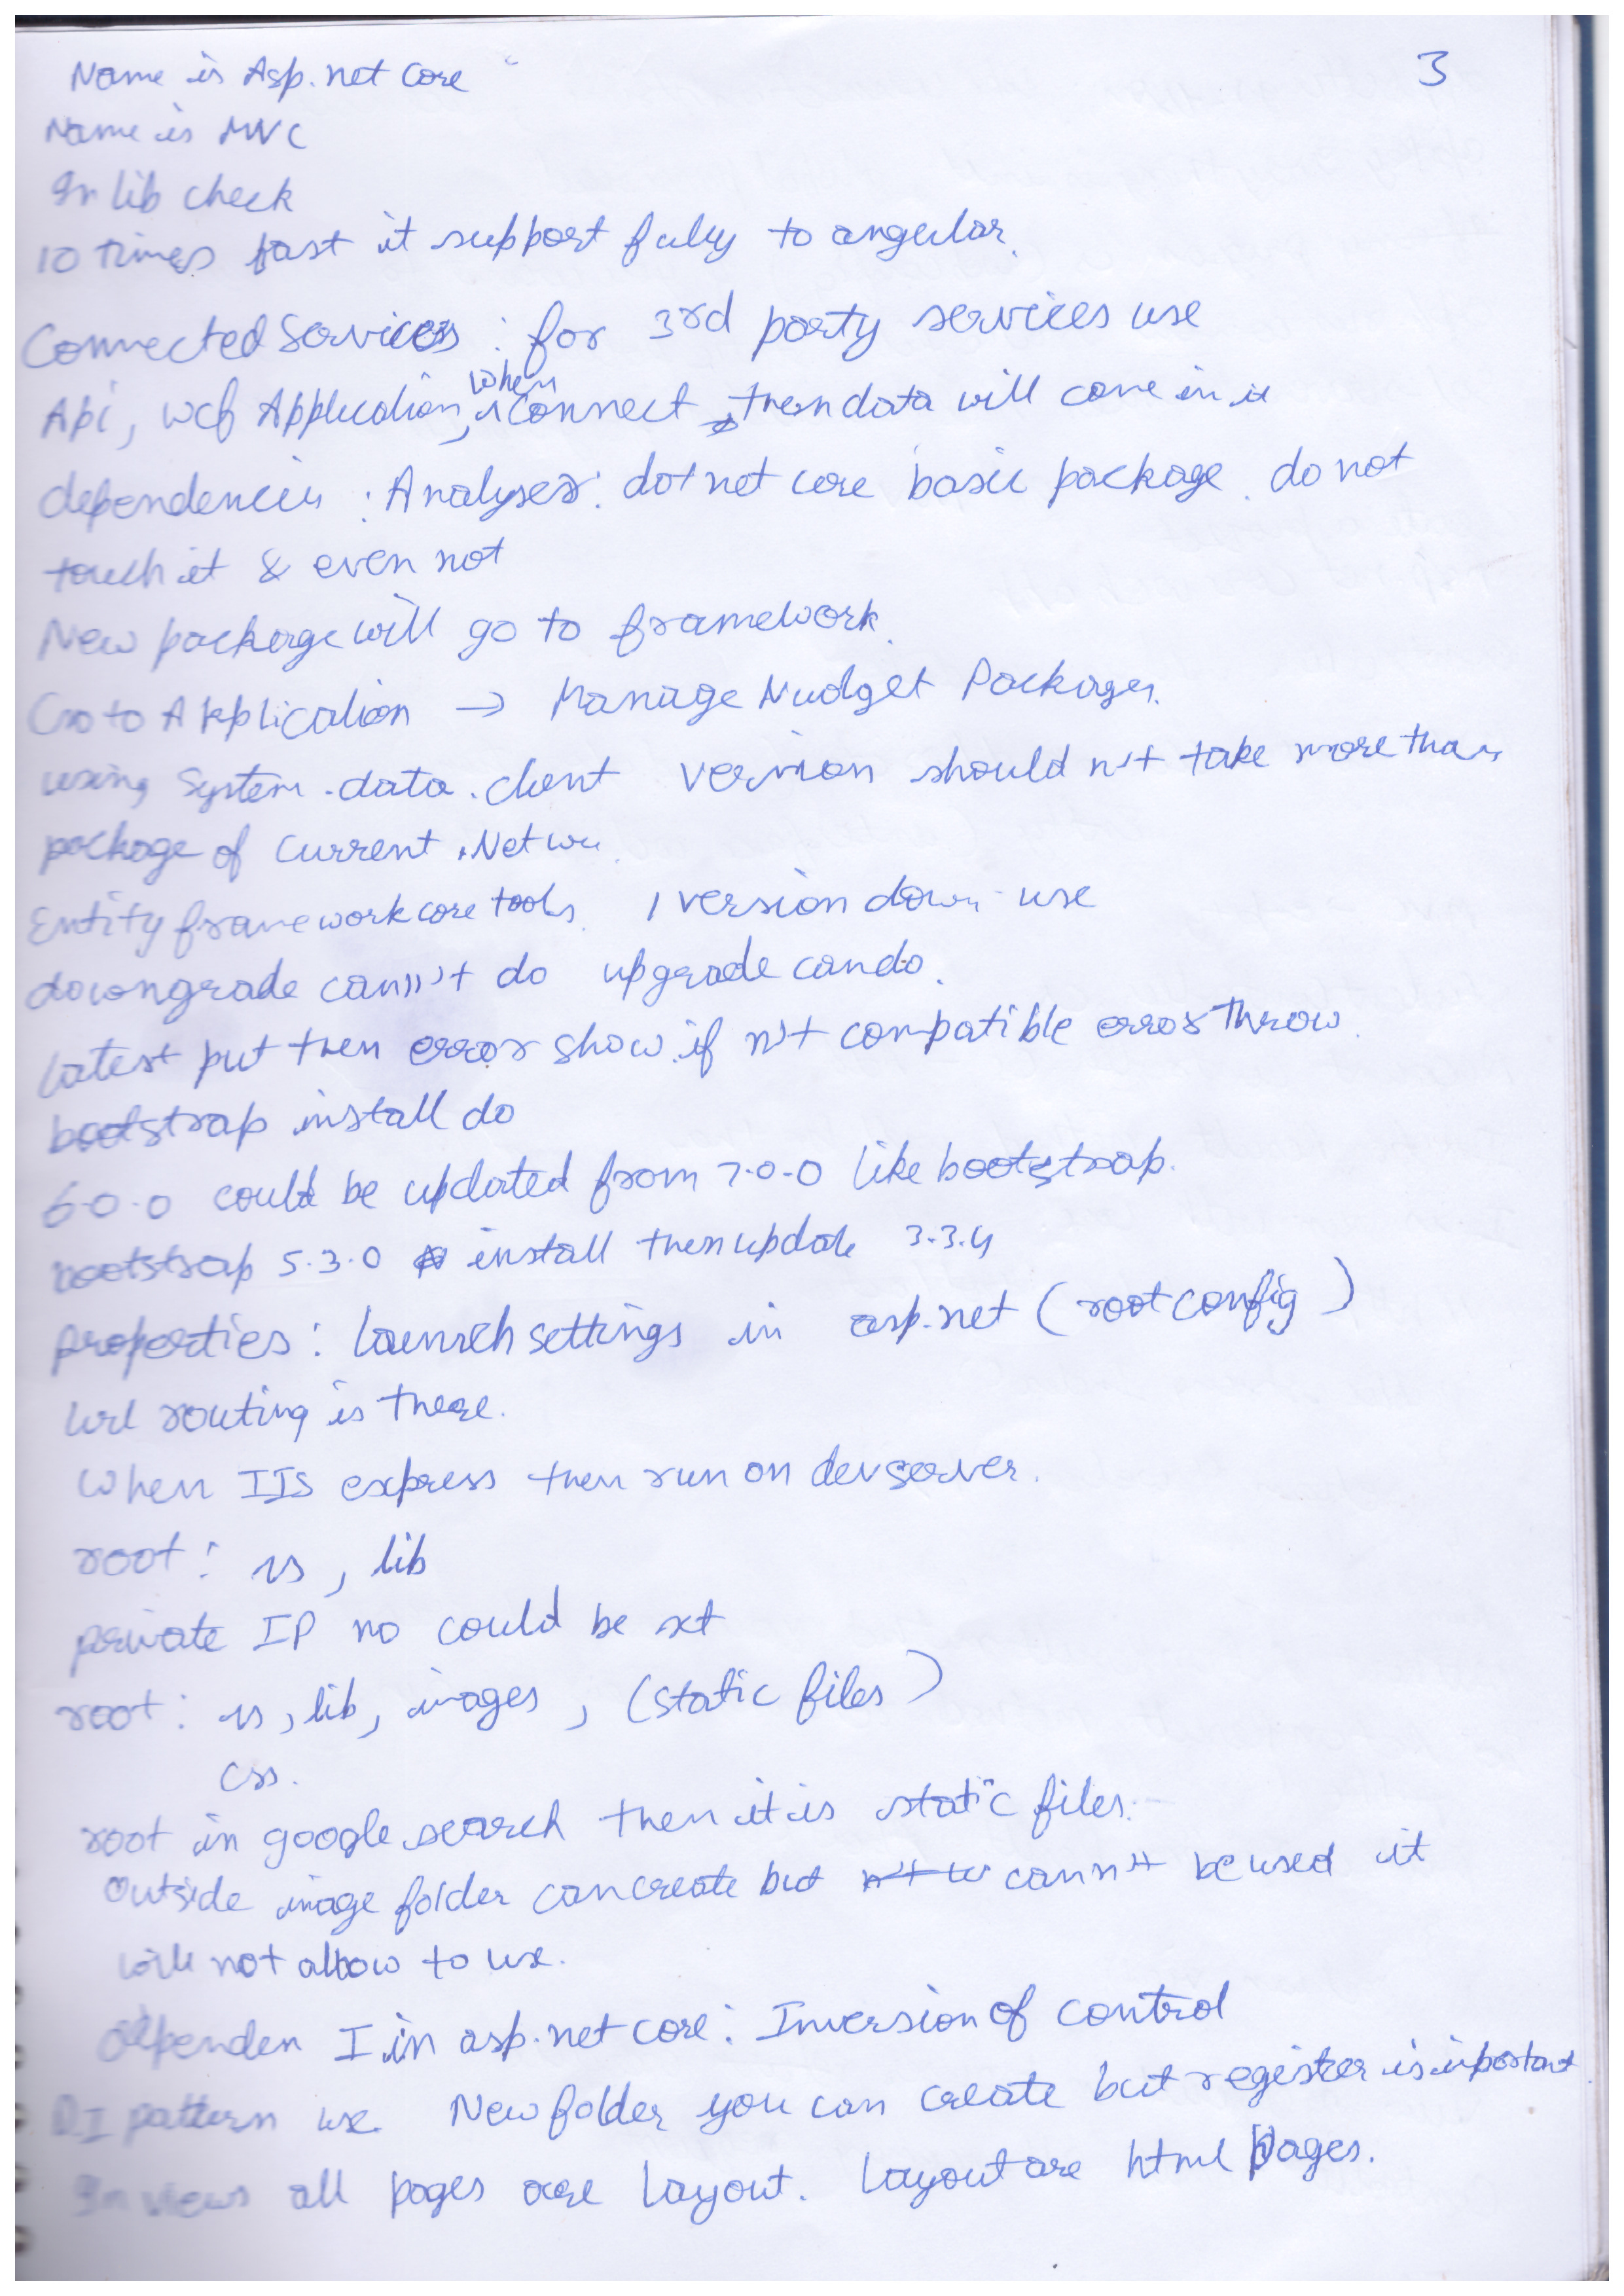 3
Name is Asp.net Core
Name is MVC
In lib check
10 times fast it support fully to angular.
Connected Services : for 3rd party services use
Api, wcf Application, when connect then data will come in it
dependencies : Analyser : dotnet core basic package. do not
touch it & even not
New package will go to framework.
Go to Application → Manage Nudget Packages.
using System.data.client version should n't take more than
package of current .Net
Entity framework core tools. 1 version down use
downgrade cann't do upgrade can do.
Latest put then error show. if n't compatible error throw.
bootstrap install do
6.0.0 could be updated from 7.0.0 like bootstrap.
bootstrap 5.3.0 install then update 3.3.4
properties : launch settings in asp.net (root config)
url routing is there.
When IIS express then run on dev server.
root : js, lib
private IP no could be set
root : js, lib, images, (static files)
css.
root in google search then it is static files.
Outside image folder can create but cann't be used it
will not allow to use.
dependen I in asp.net core : Inversion of control
D.I pattern use. New folder you can create but register is important.
In views all pages are layout. Layout are html pages.